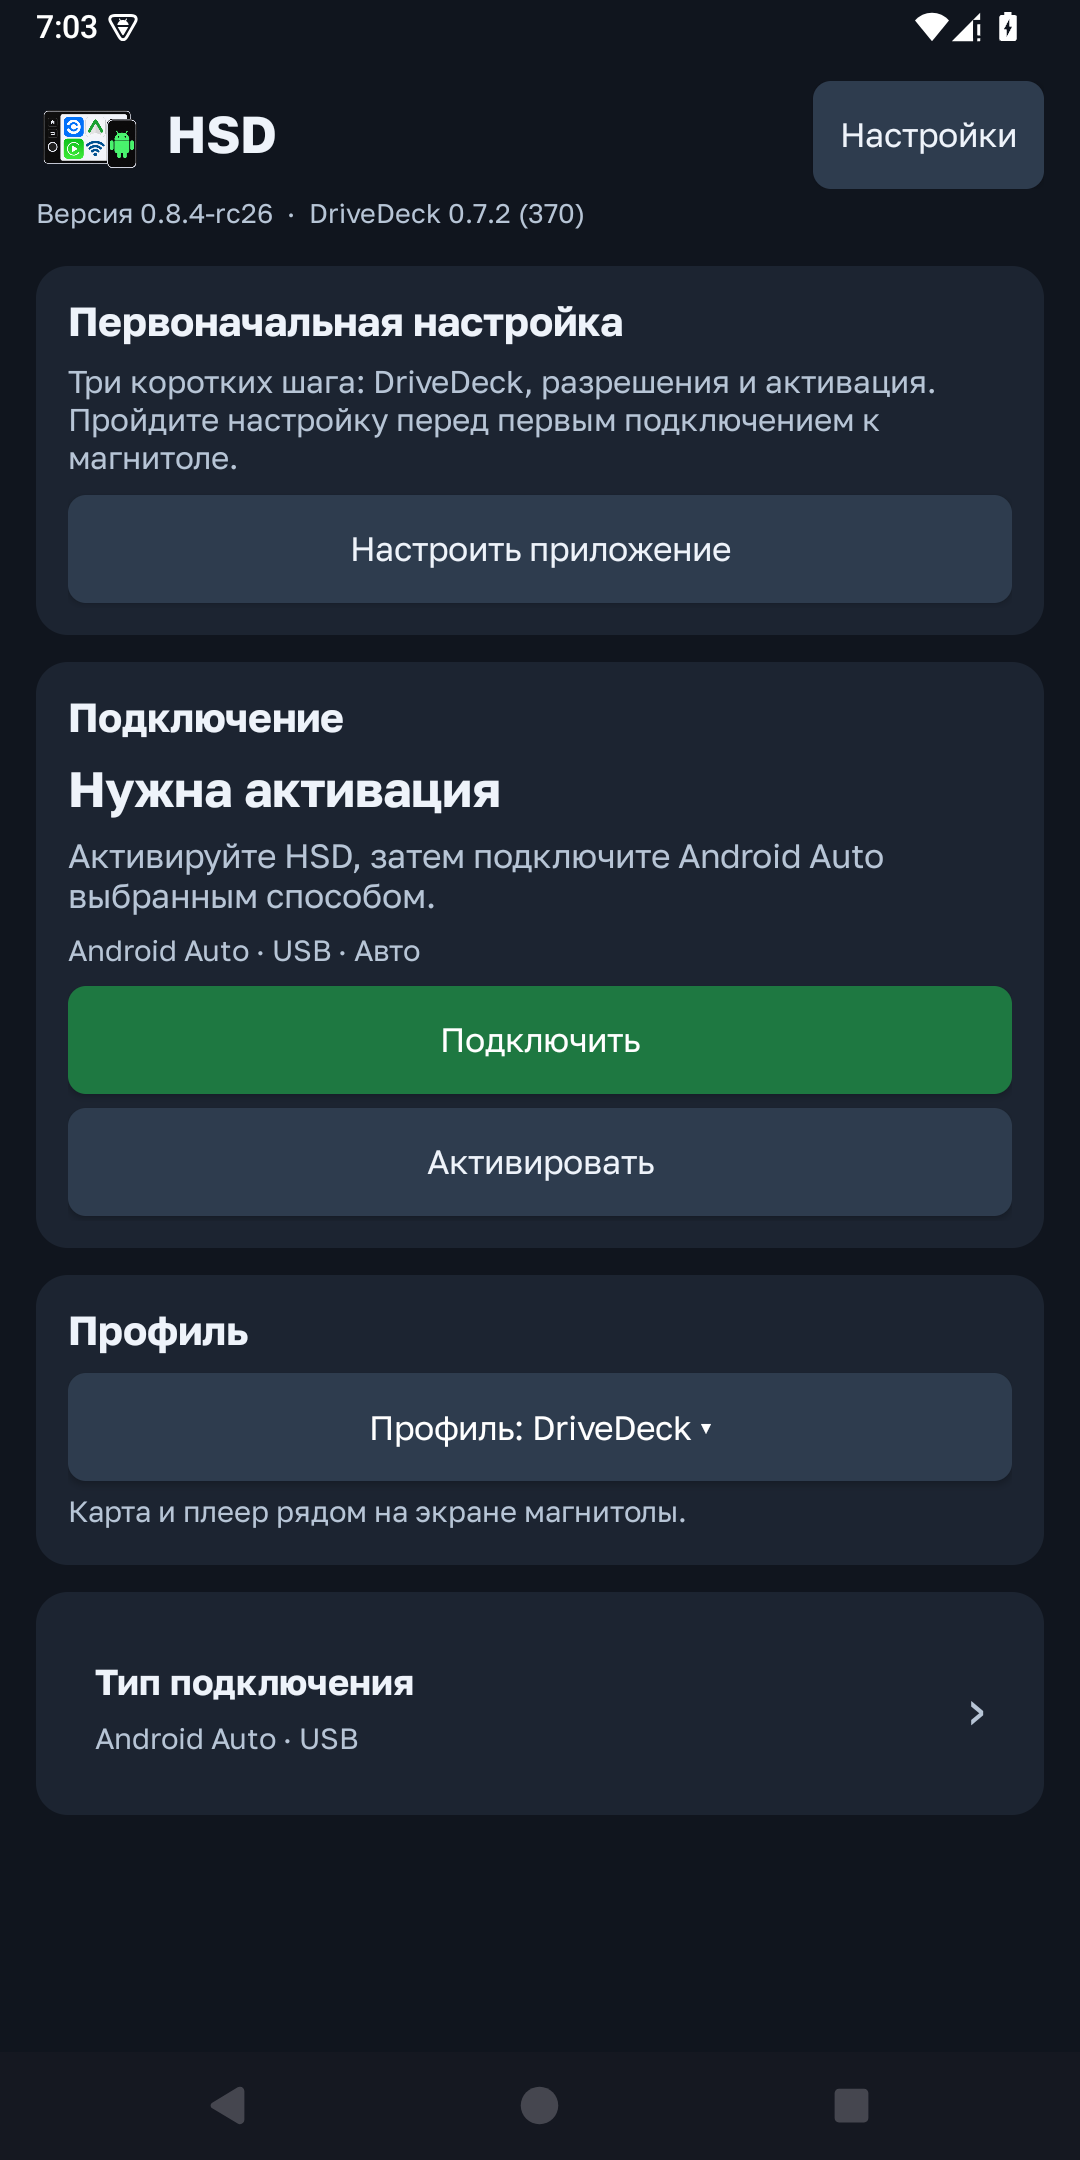 7:03
HSD
Настройки
Версия 0.8.4-rc26 · DriveDeck 0.7.2 (370)
Первоначальная настройка
Три коротких шага: DriveDeck, разрешения и активация.
Пройдите настройку перед первым подключением к
магнитоле.
Настроить приложение
Подключение
Нужна активация
Активируйте HSD, затем подключите Android Auto
выбранным способом.
Android Auto · USB · Авто
Подключить
Активировать
Профиль
Профиль: DriveDeck ▾
Карта и плеер рядом на экране магнитолы.
Тип подключения
Android Auto · USB